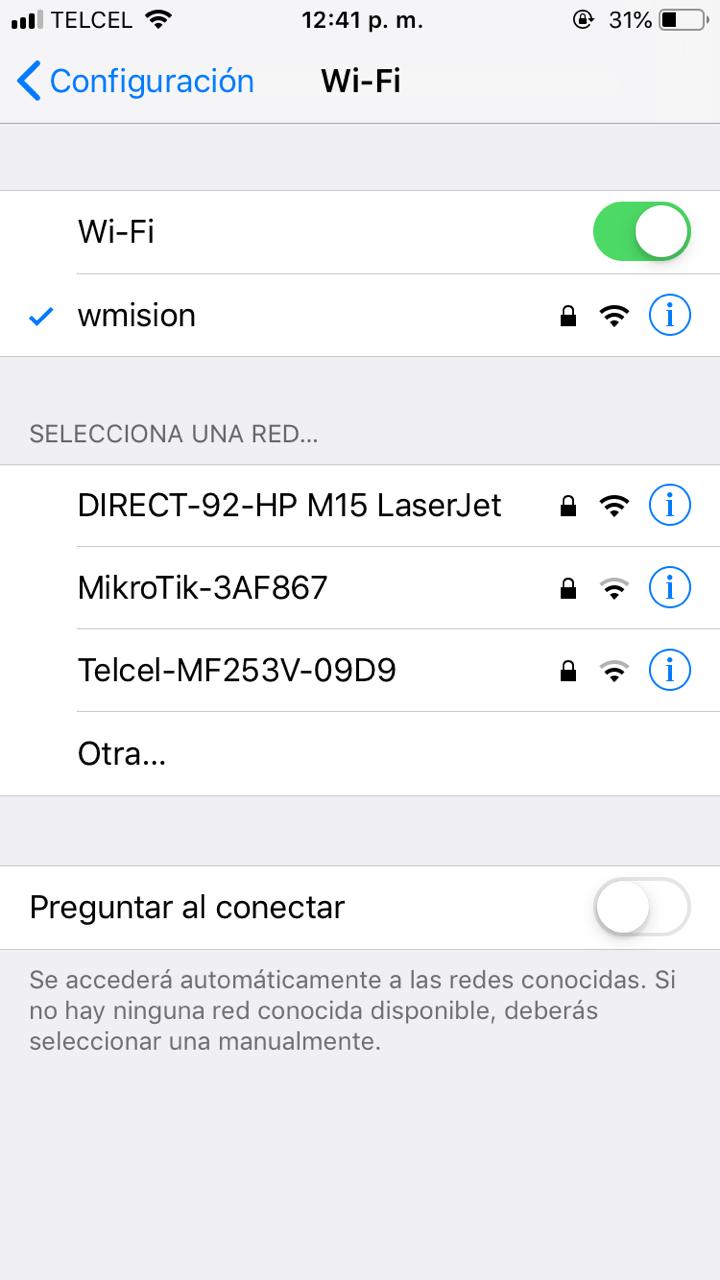 TELCEL 12:41 p. m. 31%
Configuración Wi-Fi
Wi-Fi
wmision
SELECCIONA UNA RED...
DIRECT-92-HP M15 LaserJet
MikroTik-3AF867
Telcel-MF253V-09D9
Otra...
Preguntar al conectar
Se accederá automáticamente a las redes conocidas. Si
no hay ninguna red conocida disponible, deberás
seleccionar una manualmente.